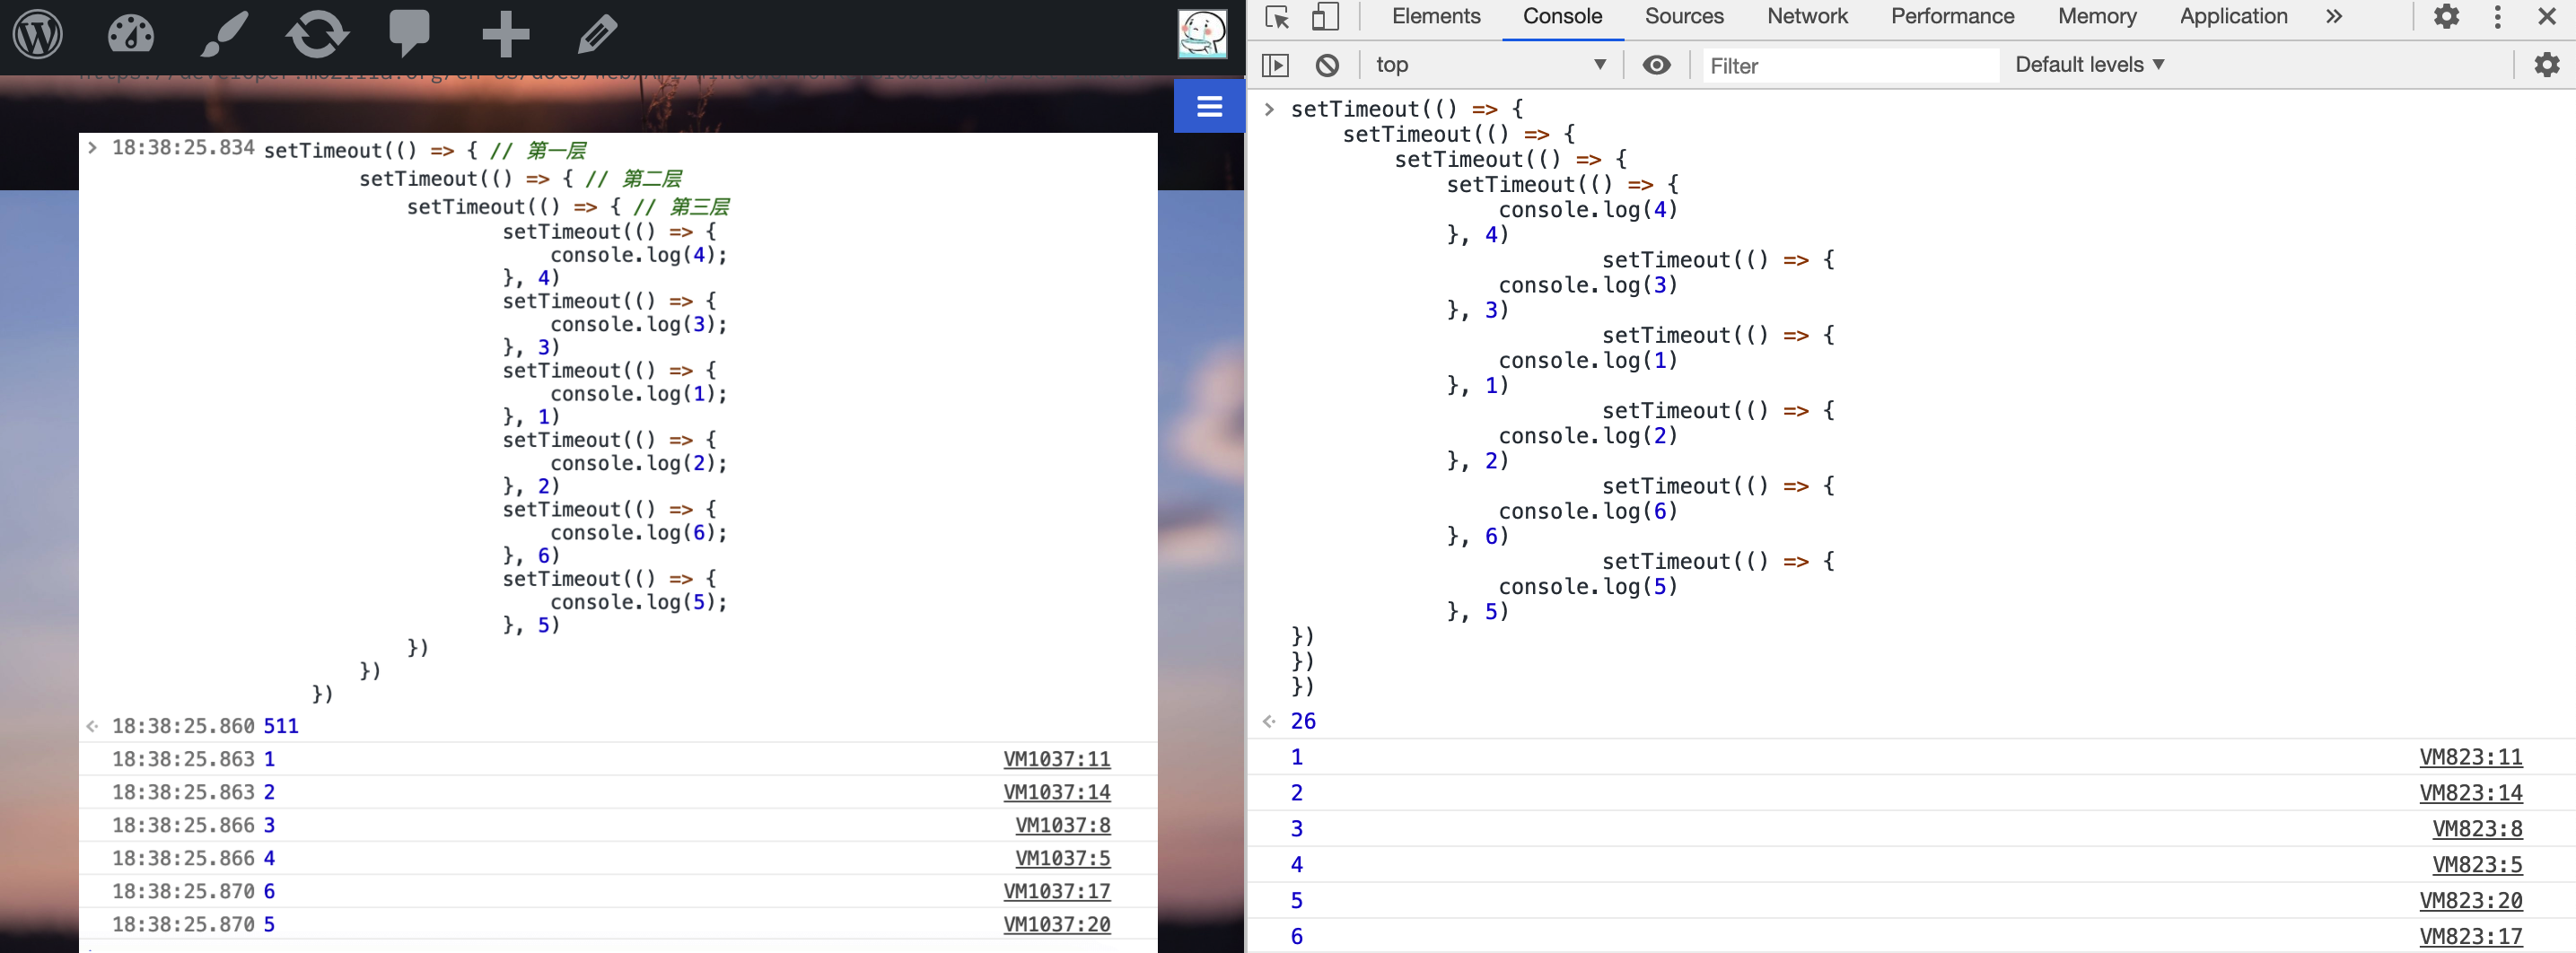 https://developer.mozilla.org/en-US/docs/Web/API/
18:38:25.834 setTimeout(() => { // 第一层
setTimeout(() => { // 第二层
setTimeout(() => { // 第三层
setTimeout(() => {
console.log(4);
}, 4)
setTimeout(() => {
console.log(3);
}, 3)
setTimeout(() => {
console.log(1);
}, 1)
setTimeout(() => {
console.log(2);
}, 2)
setTimeout(() => {
console.log(6);
}, 6)
setTimeout(() => {
console.log(5);
}, 5)
})
})
})
18:38:25.860 511
18:38:25.863 1 VM1037:11
18:38:25.863 2 VM1037:14
18:38:25.866 3 VM1037:8
18:38:25.866 4 VM1037:5
18:38:25.870 6 VM1037:17
18:38:25.870 5 VM1037:20
Elements Console Sources Network Performance Memory Application »
top Filter Default levels ▼
> setTimeout(() => {
setTimeout(() => {
setTimeout(() => {
setTimeout(() => {
console.log(4)
}, 4)
setTimeout(() => {
console.log(3)
}, 3)
setTimeout(() => {
console.log(1)
}, 1)
setTimeout(() => {
console.log(2)
}, 2)
setTimeout(() => {
console.log(6)
}, 6)
setTimeout(() => {
console.log(5)
}, 5)
})
})
})
26
1 VM823:11
2 VM823:14
3 VM823:8
4 VM823:5
5 VM823:20
6 VM823:17